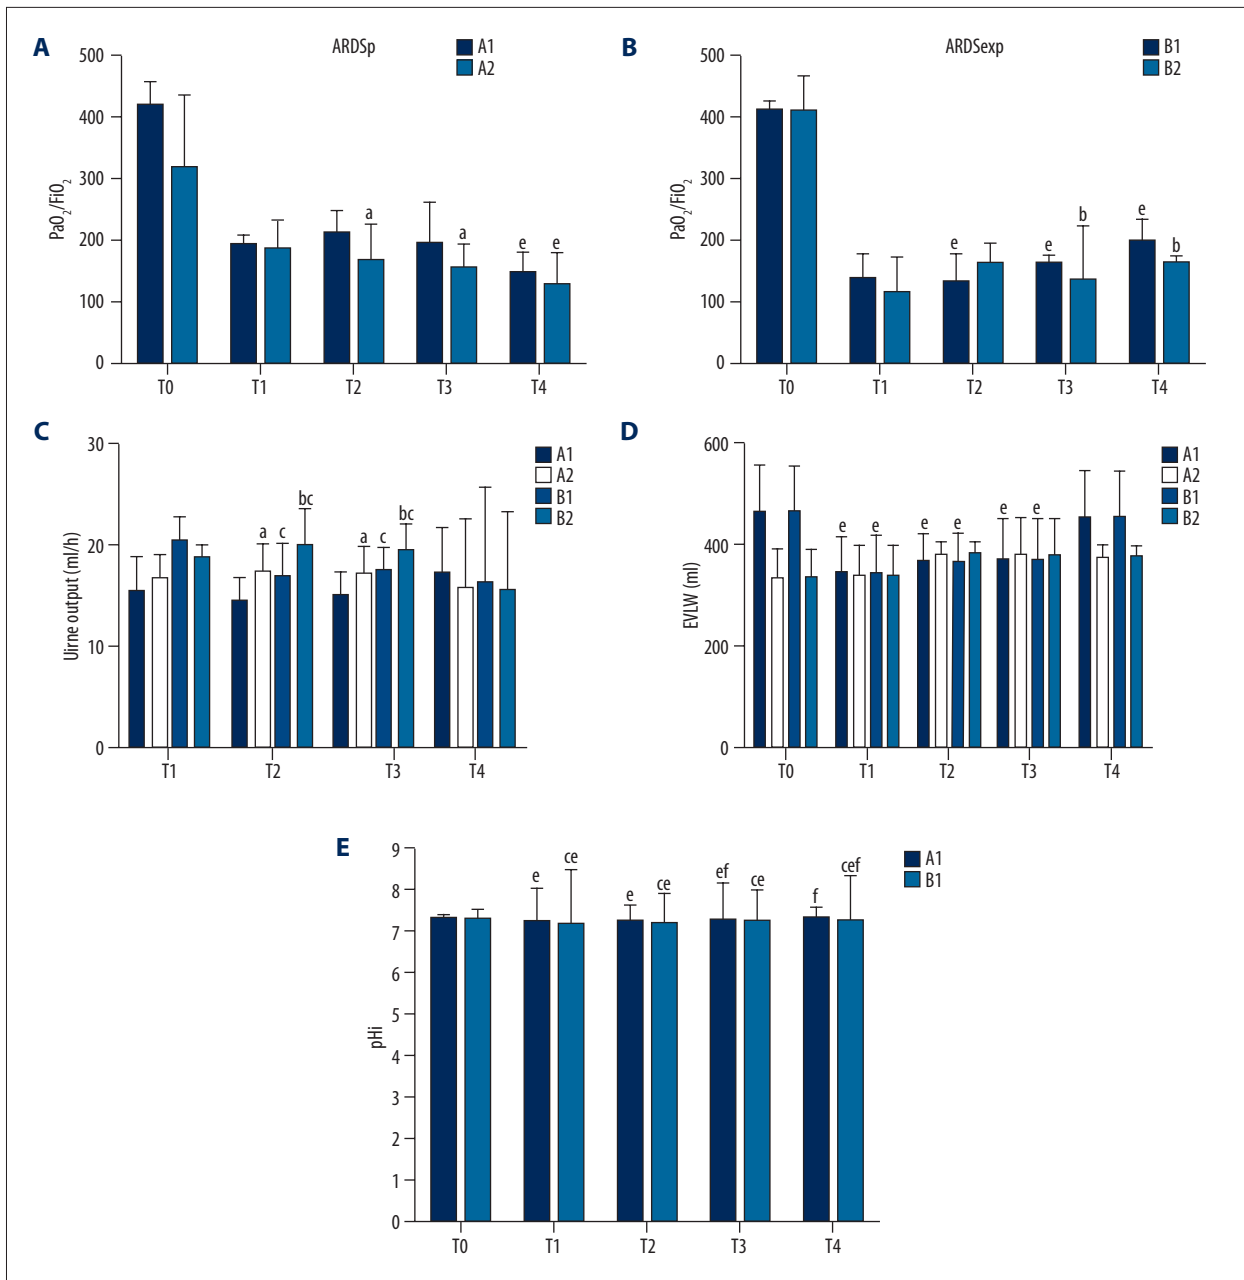 A
ARDSp
A1
A2
500
400
300
200
100
0
PaO2/FiO2
a
a
e
e
T0
T1
T2
T3
T4
B
ARDSexp
B1
B2
500
400
300
200
100
0
PaO2/FiO2
e
e
b
e
b
T0
T1
T2
T3
T4
C
A1
A2
B1
B2
30
20
10
0
Uirne output (ml/h)
a
c
bc
a
c
bc
T1
T2
T3
T4
D
A1
A2
B1
B2
600
400
200
0
EVLW (ml)
e
e
e
e
e
e
T0
T1
T2
T3
T4
E
A1
B1
9
8
7
6
5
4
3
2
1
0
pHi
e
ce
e
ce
ef
ce
f
cef
T0
T1
T2
T3
T4